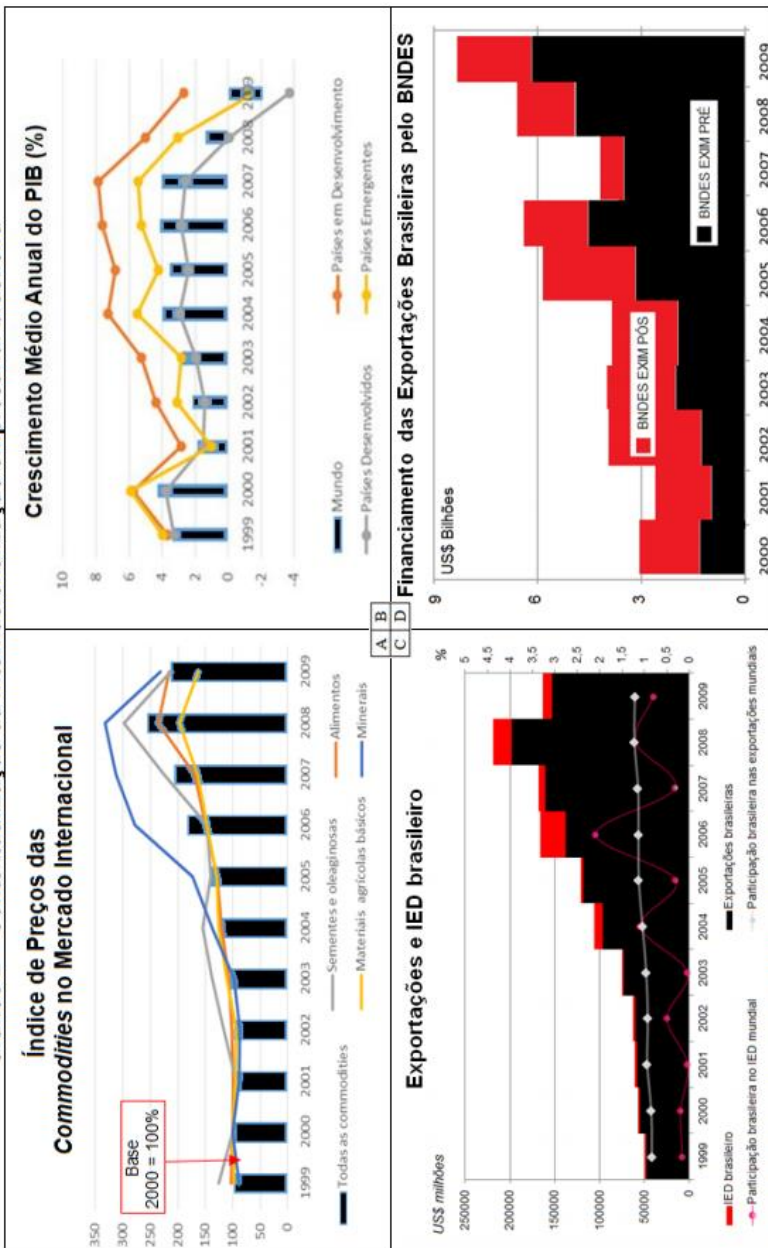 Índice de Preços das
Commodities no Mercado Internacional
350
300
250
200
150
100
50
0
Base
2000 = 100%
1999 2000 2001 2002 2003 2004 2005 2006 2007 2008 2009
Todas as commodities
Sementes e oleaginosas
Alimentos
Materiais agrícolas básicos
Minerais
Crescimento Médio Anual do PIB (%)
10
8
6
4
2
0
-2
-4
1999 2000 2001 2002 2003 2004 2005 2006 2007 2008 2009
Mundo
Países em Desenvolvimento
Países Desenvolvidos
Países Emergentes
A B
C D
Exportações e IED brasileiro
US$ milhões
%
250000
200000
150000
100000
50000
0
5
4,5
4
3,5
3
2,5
2
1,5
1
0,5
0
1999 2000 2001 2002 2003 2004 2005 2006 2007 2008 2009
IED brasileiro
Exportações brasileiras
Participação brasileira no IED mundial
Participação brasileira nas exportações mundiais
Financiamento das Exportações Brasileiras pelo BNDES
US$ Bilhões
9
6
3
0
BNDES EXIM PÓS
BNDES EXIM PRÉ
2000 2001 2002 2003 2004 2005 2006 2007 2008 2009